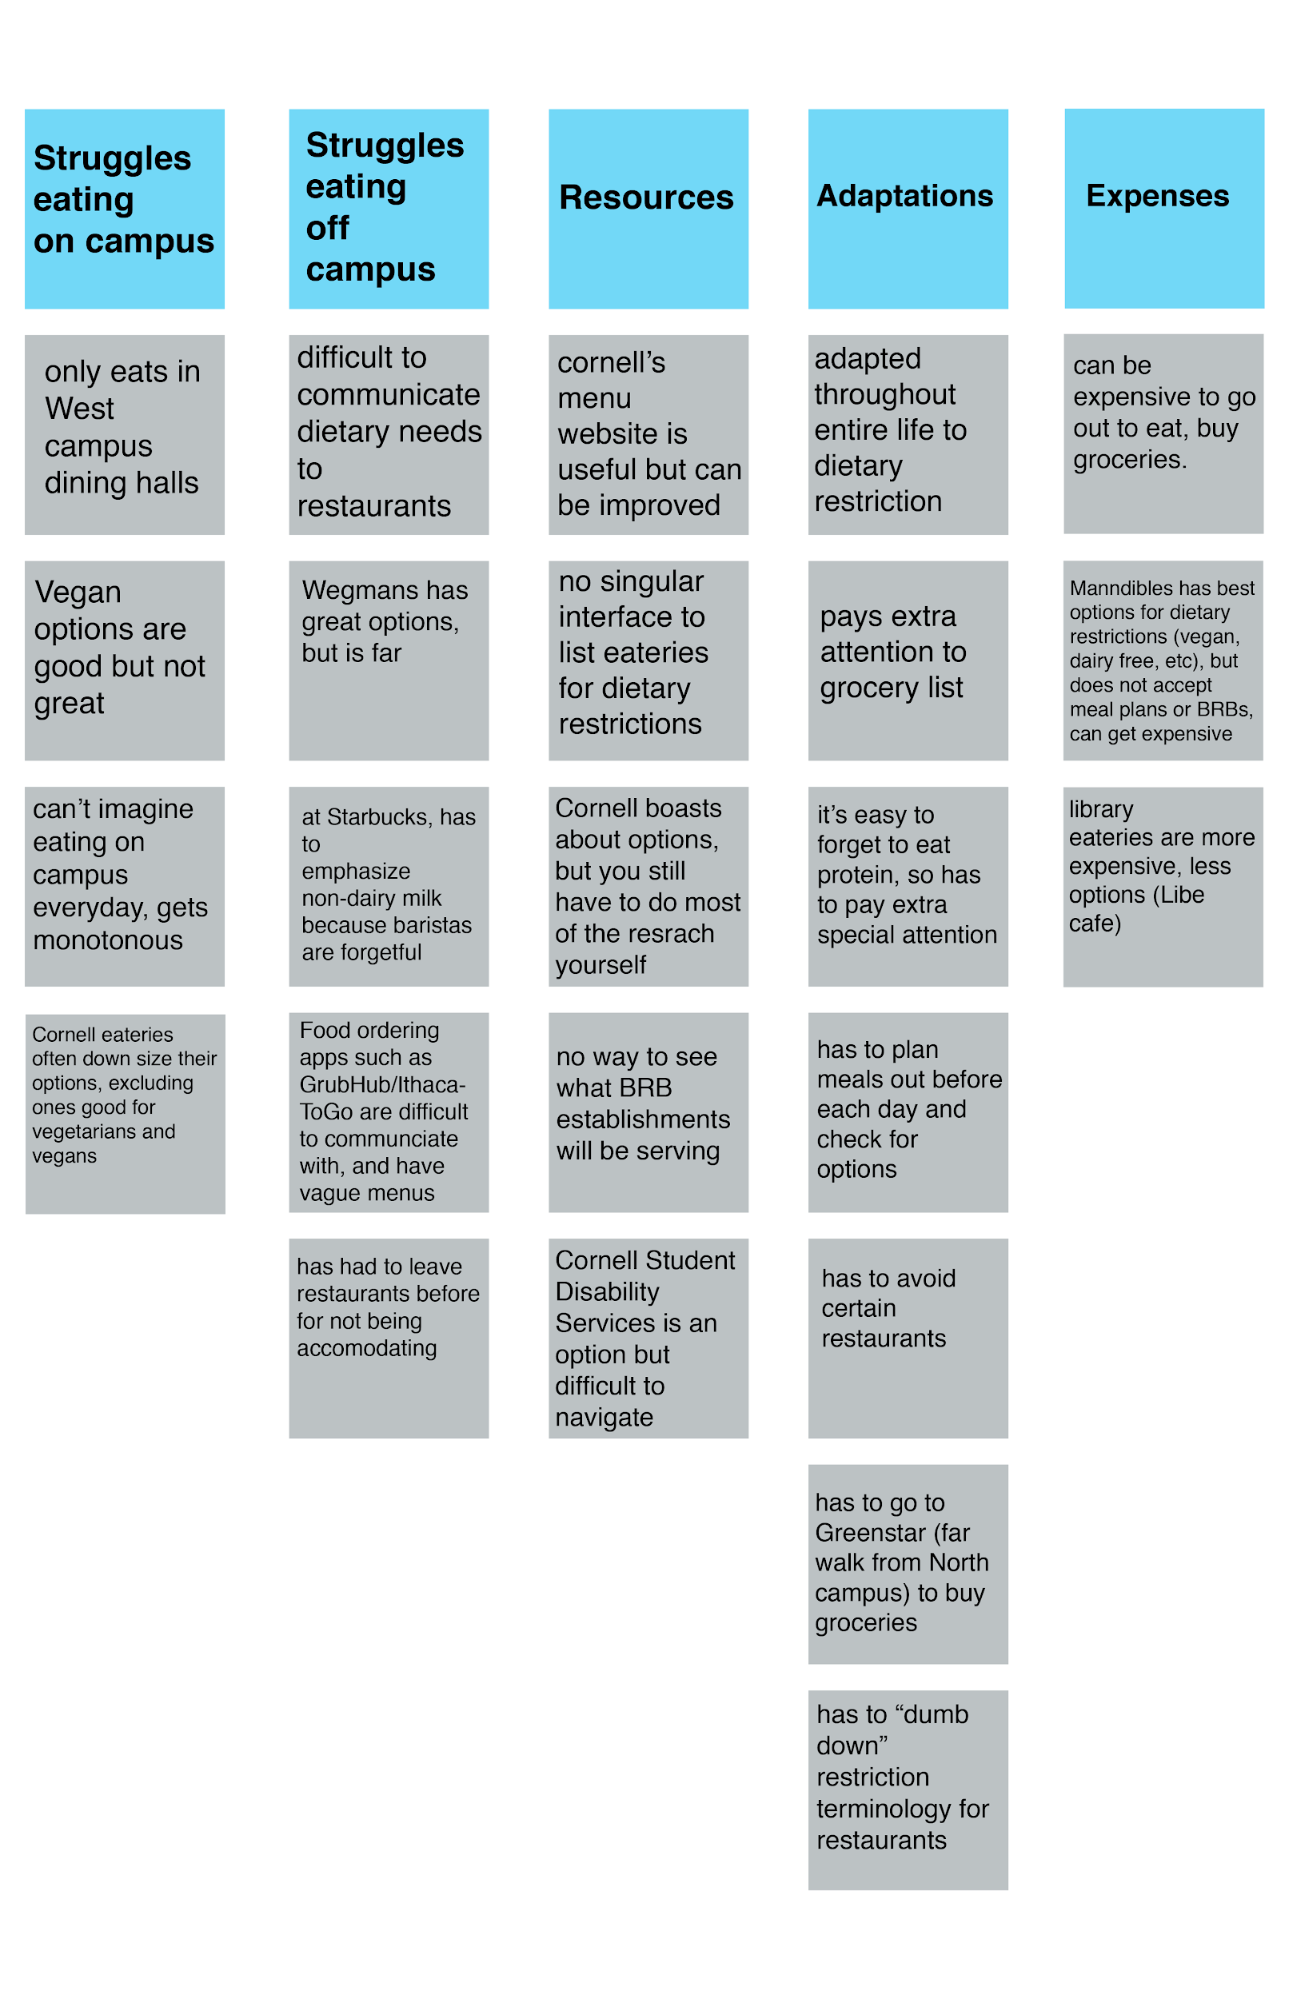 Struggles
eating
on campus
only eats in
West
campus
dining halls
Vegan
options are
good but not
great
can't imagine
eating on
campus
everyday, gets
monotonous
Cornell eateries
often down size their
options, excluding
ones good for
vegetarians and
vegans
Struggles
eating
off
campus
difficult to
communicate
dietary needs
to
restaurants
Wegmans has
great options,
but is far
at Starbucks, has
to
emphasize
non-dairy milk
because baristas
are forgetful
Food ordering
apps such as
GrubHub/Ithaca-
ToGo are difficult
to communciate
with, and have
vague menus
has had to leave
restaurants before
for not being
accomodating
Resources
cornell's
menu
website is
useful but can
be improved
no singular
interface to
list eateries
for dietary
restrictions
Cornell boasts
about options,
but you still
have to do most
of the resrach
yourself
no way to see
what BRB
establishments
will be serving
Cornell Student
Disability
Services is an
option but
difficult to
navigate
Adaptations
adapted
throughout
entire life to
dietary
restriction
pays extra
attention to
grocery list
it's easy to
forget to eat
protein, so has
to pay extra
special attention
has to plan
meals out before
each day and
check for
options
has to avoid
certain
restaurants
has to go to
Greenstar (far
walk from North
campus) to buy
groceries
has to “dumb
down”
restriction
terminology for
restaurants
Expenses
can be
expensive to go
out to eat, buy
groceries.
Manndibles has best
options for dietary
restrictions (vegan,
dairy free, etc), but
does not accept
meal plans or BRBs,
can get expensive
library
eateries are more
expensive, less
options (Libe
cafe)